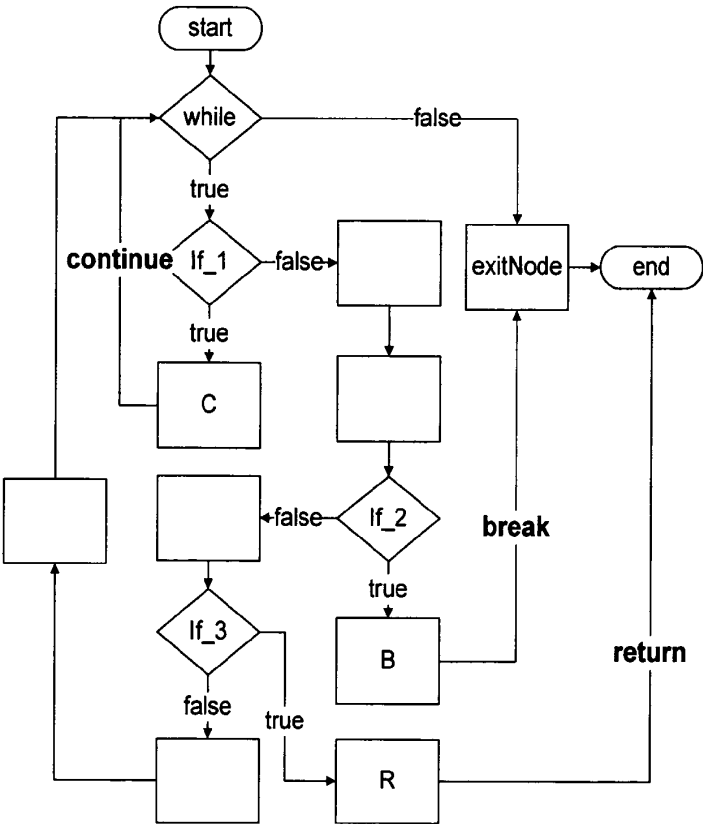 start
while
false
true
continue
If_1
false
exitNode
end
true
C
false
If_2
break
true
If_3
B
return
false
true
R